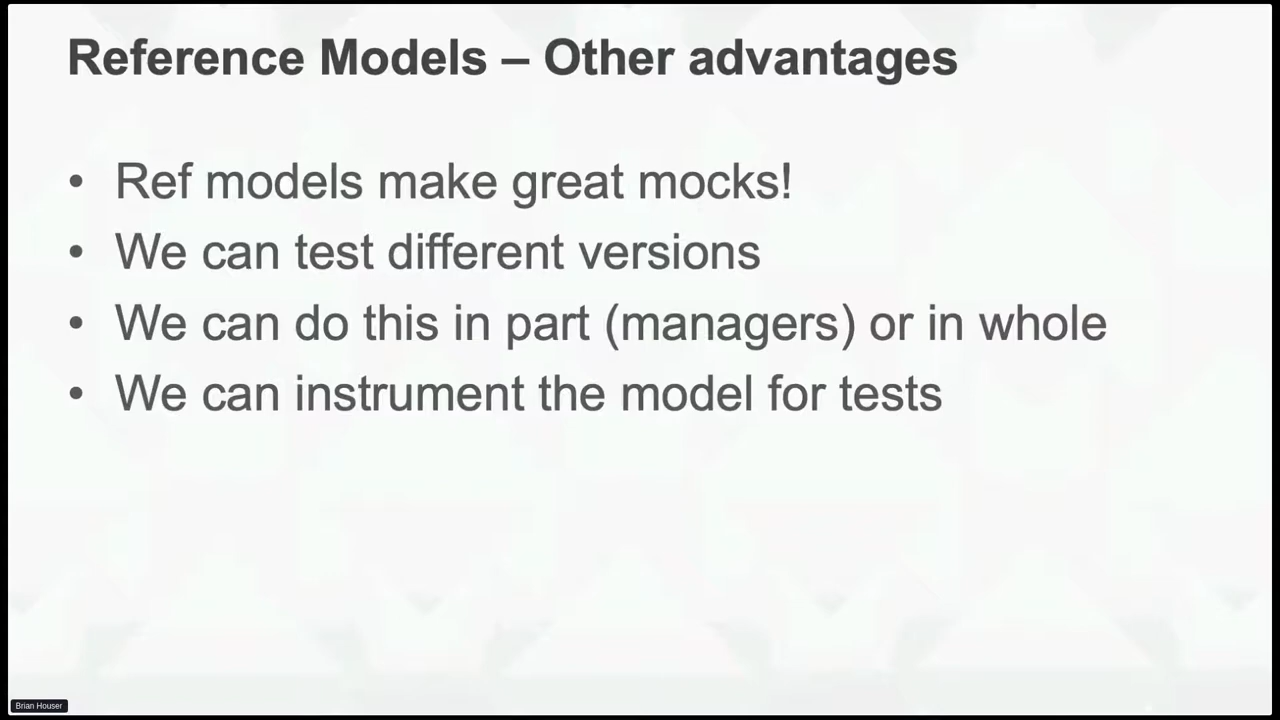 Reference Models – Other advantages
• Ref models make great mocks!
• We can test different versions
• We can do this in part (managers) or in whole
• We can instrument the model for tests
Brian Houser